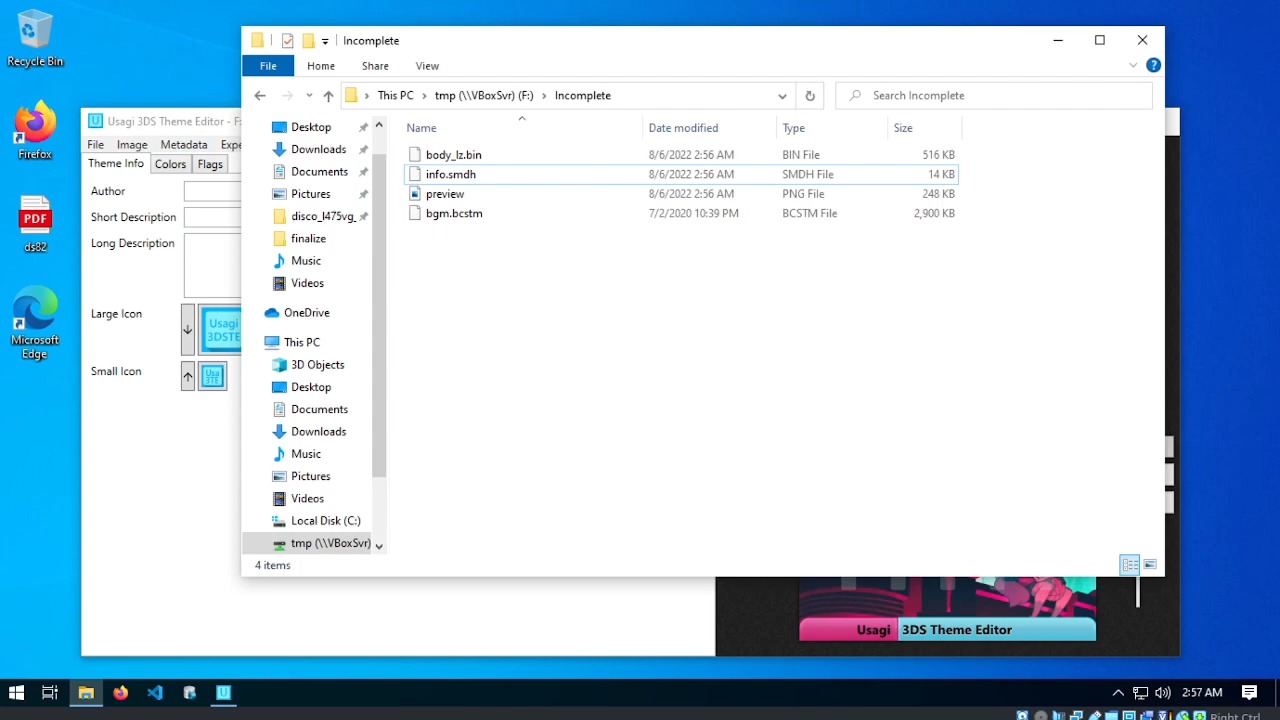 Recycle Bin
Firefox
PDF
ds82
Microsoft
Edge
Incomplete
File Home Share View
This PC tmp (\\VBoxSvr) (F:) Incomplete
Search Incomplete
Desktop
Downloads
Documents
Pictures
disco_l475vg_
finalize
Music
Videos
OneDrive
This PC
3D Objects
Desktop
Documents
Downloads
Music
Pictures
Videos
Local Disk (C:)
tmp (\\VBoxSvr)
Name Date modified Type Size
body_lz.bin 8/6/2022 2:56 AM BIN File 516 KB
info.smdh 8/6/2022 2:56 AM SMDH File 14 KB
preview 8/6/2022 2:56 AM PNG File 248 KB
bgm.bcstm 7/2/2020 10:39 PM BCSTM File 2,900 KB
4 items
U Usagi 3DS Theme Editor - F:
File Image Metadata Expe
Theme Info Colors Flags
Author
Short Description
Long Description
Large Icon
Usagi
3DSTE
Small Icon
Usa
3TE
Usagi 3DS Theme Editor
U
2:57 AM
Right Ctrl